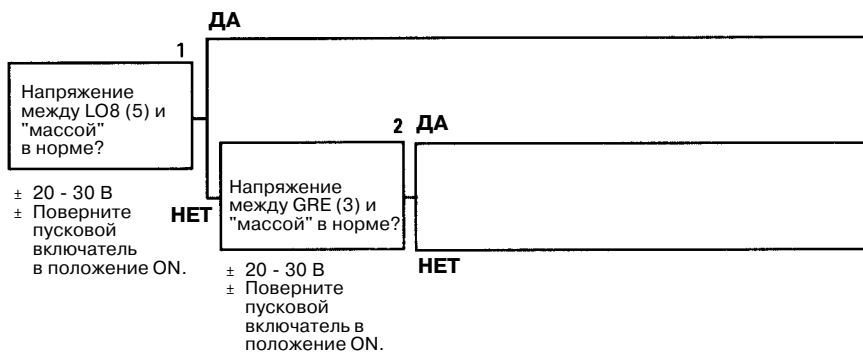 ДА
1
Напряжение
между LO8 (5) и
"массой"
в норме?
± 20 - 30 В
± Поверните
пусковой
включатель
в положение ON.
НЕТ
2 ДА
Напряжение
между GRE (3) и
"массой" в норме?
± 20 - 30 В
± Поверните
пусковой
включатель в
положение ON.
НЕТ